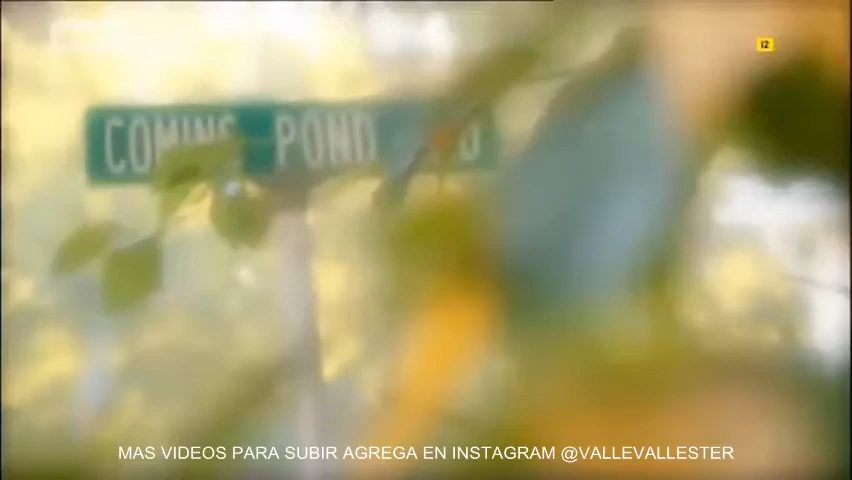 12
POND
MAS VIDEOS PARA SUBIR AGREGA EN INSTAGRAM @VALLEVALLESTER